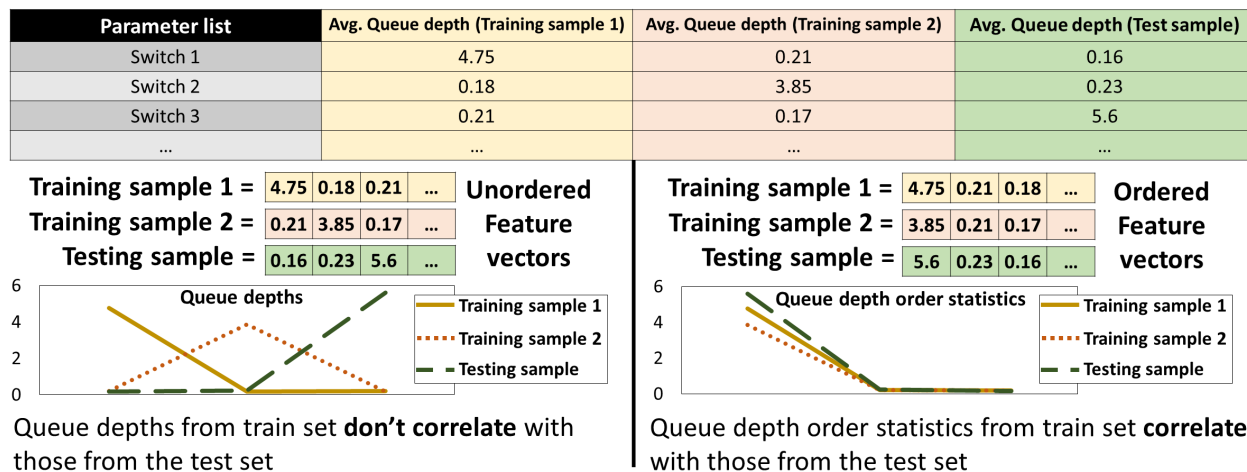 Parameter list Avg. Queue depth (Training sample 1) Avg. Queue depth (Training sample 2) Avg. Queue depth (Test sample)
Switch 1 4.75 0.21 0.16
Switch 2 0.18 3.85 0.23
Switch 3 0.21 0.17 5.6
... ... ... ...
Training sample 1 = 4.75 0.18 0.21 ...
Training sample 2 = 0.21 3.85 0.17 ...
Testing sample = 0.16 0.23 5.6 ...
Unordered
Feature
vectors
6
4
2
0
Queue depths
Training sample 1
Training sample 2
Testing sample
Queue depths from train set don't correlate with
those from the test set
Training sample 1 = 4.75 0.21 0.18 ...
Training sample 2 = 3.85 0.21 0.17 ...
Testing sample = 5.6 0.23 0.16 ...
Ordered
Feature
vectors
6
4
2
0
Queue depth order statistics
Training sample 1
Training sample 2
Testing sample
Queue depth order statistics from train set correlate
with those from the test set